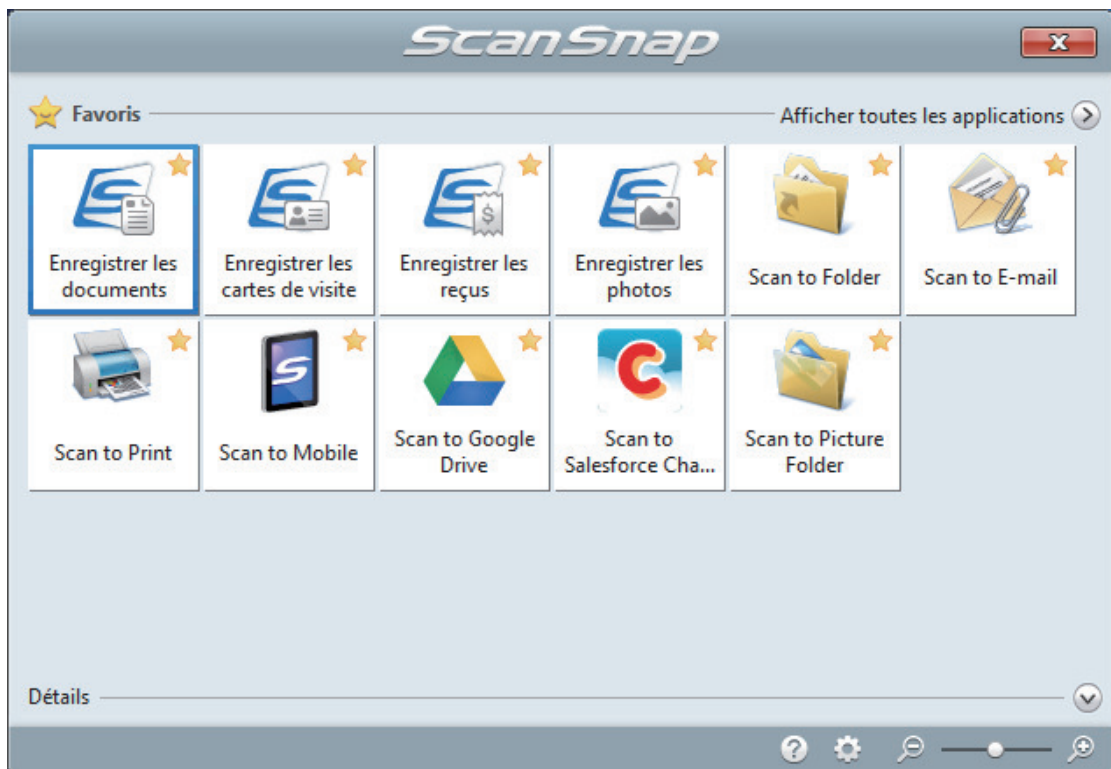 ScanSnap
Favoris
Afficher toutes les applications
Enregistrer les
documents
Enregistrer les
cartes de visite
Enregistrer les
reçus
Enregistrer les
photos
Scan to Folder
Scan to E-mail
Scan to Print
Scan to Mobile
Scan to Google
Drive
Scan to
Salesforce Cha...
Scan to Picture
Folder
Détails